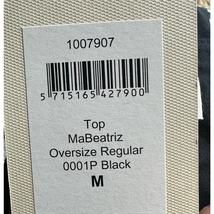 1007907
5 715165 427900
Top
MaBeatriz
Oversize Regular
0001P Black
M